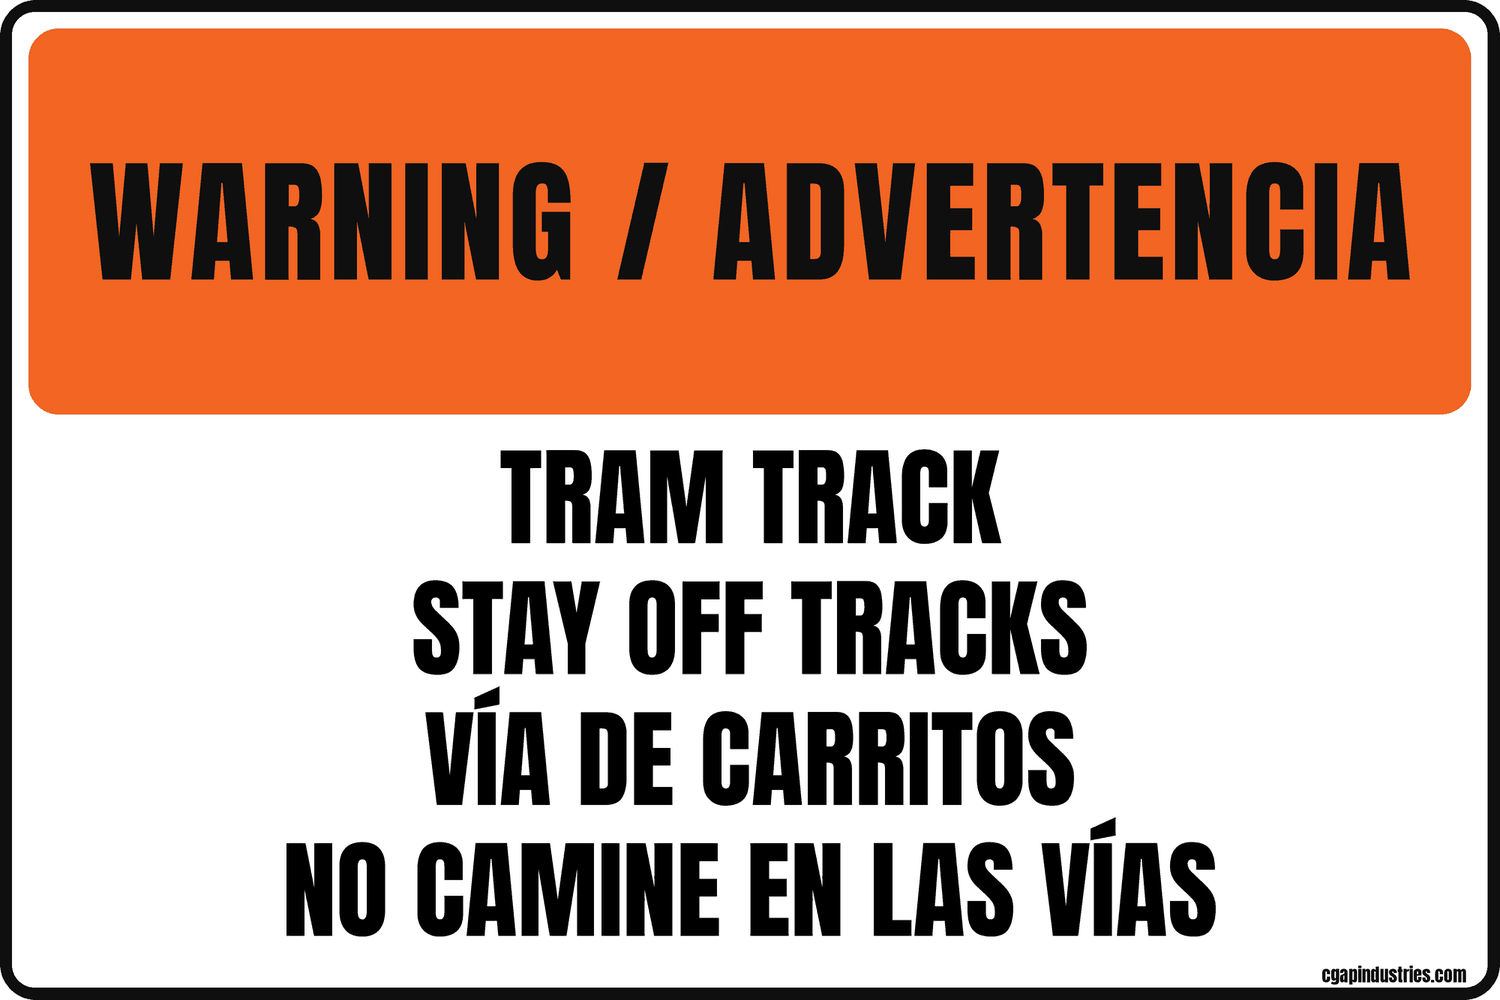 WARNING / ADVERTENCIA
TRAM TRACK
STAY OFF TRACKS
VÍA DE CARRITOS
NO CAMINE EN LAS VÍAS
cgapindustries.com